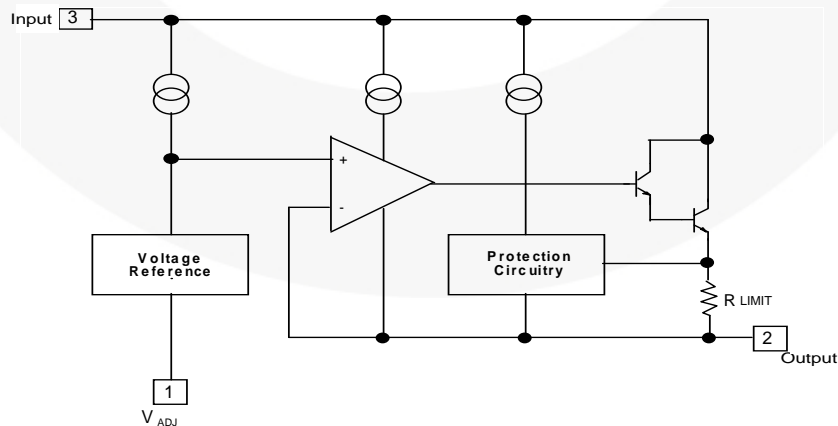 Input 3
+
-
Voltage
Reference
Protection
Circuitry
R LIMIT
2
Output
1
V ADJ